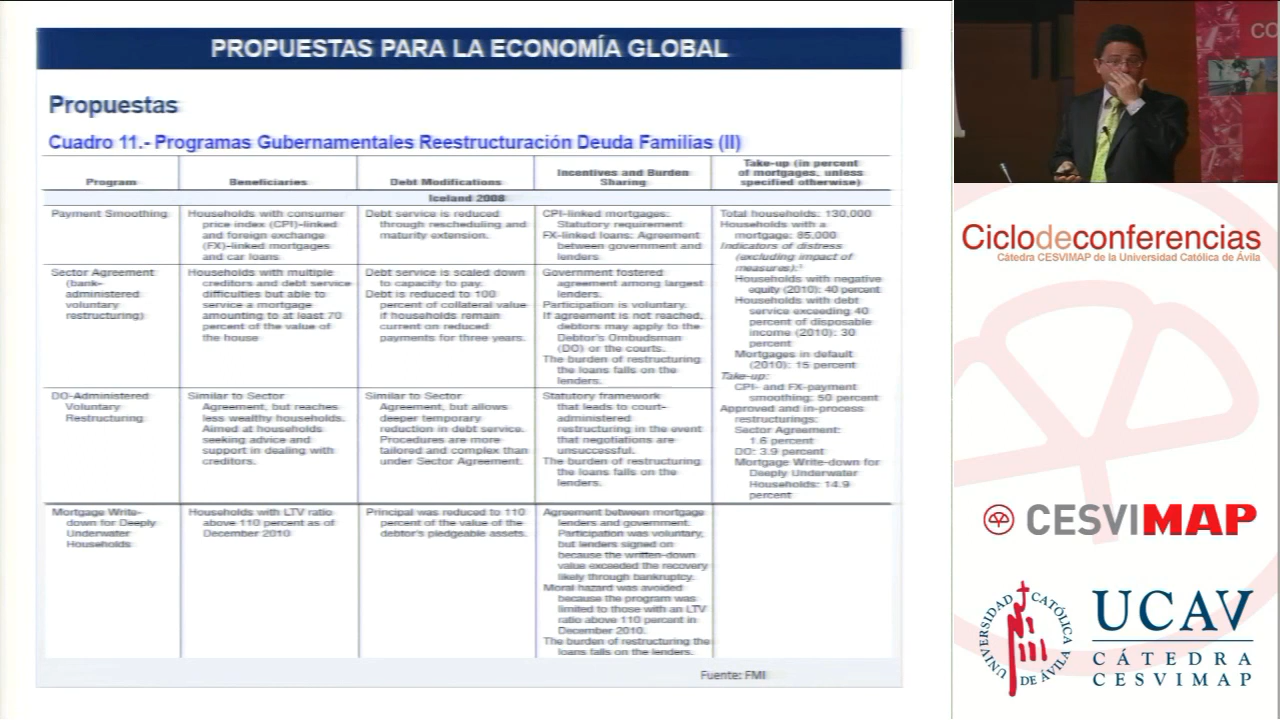 PROPUESTAS PARA LA ECONOMÍA GLOBAL
Propuestas
Cuadro 11.- Programas Gubernamentales Reestructuración Deuda Familias (II)
Program
Beneficiaries
Debt Modifications
Incentives and Burden
Sharing
Take-up (in percent
of mortgages, unless
specified otherwise)
Iceland 2008
Payment Smoothing
Households with consumer
price index (CPI)–linked
and foreign exchange
(FX)–linked mortgages
and car loans
Debt service is reduced
through rescheduling and
maturity extension.
CPI-linked mortgages:
Statutory requirement
FX-linked loans: Agreement
between government and
lenders.
Total households: 130,000
Households with a
mortgage: 85,000
Indicators of distress
(excluding impact of
measures):
Households with negative
equity (2010): 40 percent
Households with debt
service exceeding 40
percent of disposable
income (2010): 30
percent
Mortgages in default
(2010): 15 percent
Take-up:
CPI- and FX-payment
smoothing: 50 percent
Approved and in-process
restructurings:
Sector Agreement:
1.6 percent
DO: 3.9 percent
Mortgage Write-down for
Deeply Underwater
Households: 14.9
percent
Sector Agreement
(bank-
administered
voluntary
restructuring)
Households with multiple
creditors and debt service
difficulties but able to
service a mortgage
amounting to at least 70
percent of the value of
the house
Debt service is scaled down
to capacity to pay.
Debt is reduced to 100
percent of collateral value
if households remain
current on reduced
payments for three years.
Government fostered
agreement among largest
lenders.
Participation is voluntary.
If agreement is not reached,
debtors may apply to the
Debtor's Ombudsman
(DO) or the courts.
The burden of restructuring
the loans falls on the
lenders.
DO-Administered
Voluntary
Restructuring
Similar to Sector
Agreement, but reaches
less wealthy households.
Aimed at households
seeking advice and
support in dealing with
creditors.
Similar to Sector
Agreement, but allows
deeper temporary
reduction in debt service.
Procedures are more
tailored and complex than
under Sector Agreement.
Statutory framework
that leads to court-
administered
restructuring in the event
that negotiations are
unsuccessful.
The burden of restructuring
the loans falls on the
lenders.
Mortgage Write-
down for Deeply
Underwater
Households
Households with LTV ratio
above 110 percent as of
December 2010
Principal was reduced to 110
percent of the value of the
debtor's pledgeable assets.
Agreement between mortgage
lenders and government.
Participation was voluntary,
but lenders signed on
because the written-down
value exceeded the recovery
likely through bankruptcy.
Moral hazard was avoided
because the program was
limited to those with an LTV
ratio above 110 percent in
December 2010.
The burden of restructuring the
loans falls on the lenders.
Fuente: FMI
CO
Ciclodeconferencias
Cátedra CESVIMAP de la Universidad Católica de Ávila
CESVIMAP
UNIVERSIDAD CATÓLICA DE ÁVILA
UCAV
CÁTEDRA
CESVIMAP